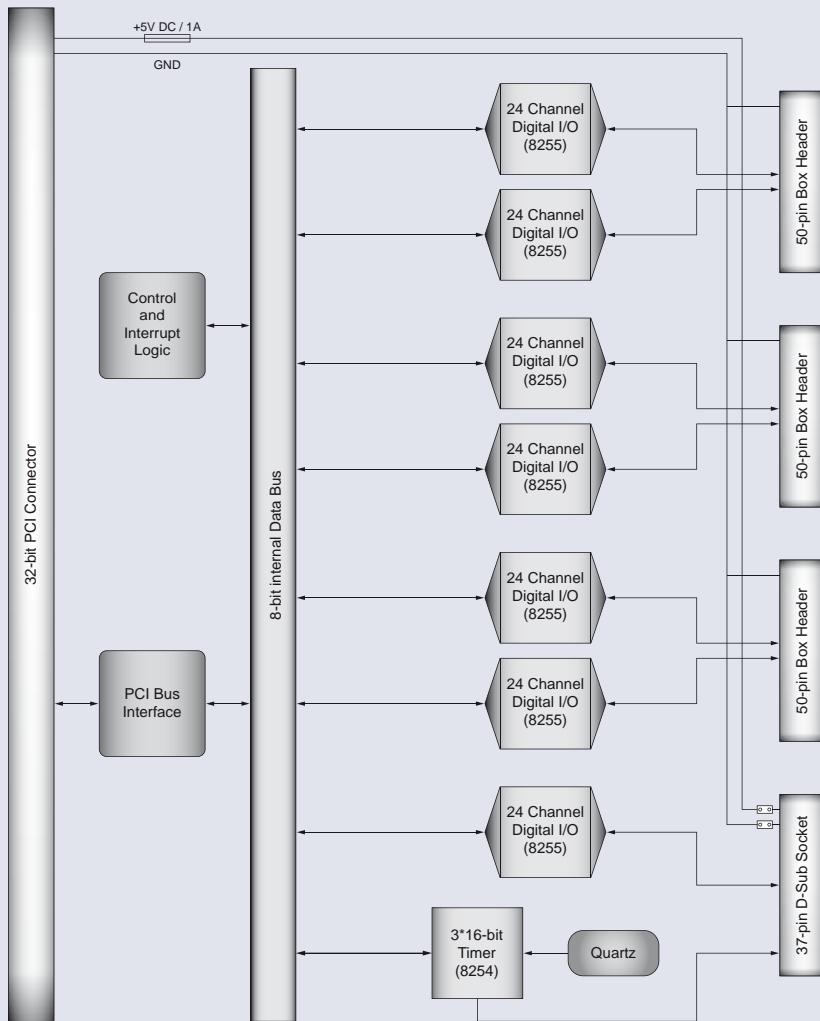 +5V DC / 1A
GND
32-bit PCI Connector
8-bit internal Data Bus
24 Channel
Digital I/O
(8255)
50-pin Box Header
24 Channel
Digital I/O
(8255)
Control
and
Interrupt
Logic
24 Channel
Digital I/O
(8255)
50-pin Box Header
24 Channel
Digital I/O
(8255)
24 Channel
Digital I/O
(8255)
50-pin Box Header
PCI Bus
Interface
24 Channel
Digital I/O
(8255)
24 Channel
Digital I/O
(8255)
37-pin D-Sub Socket
3*16-bit
Timer
(8254)
Quartz